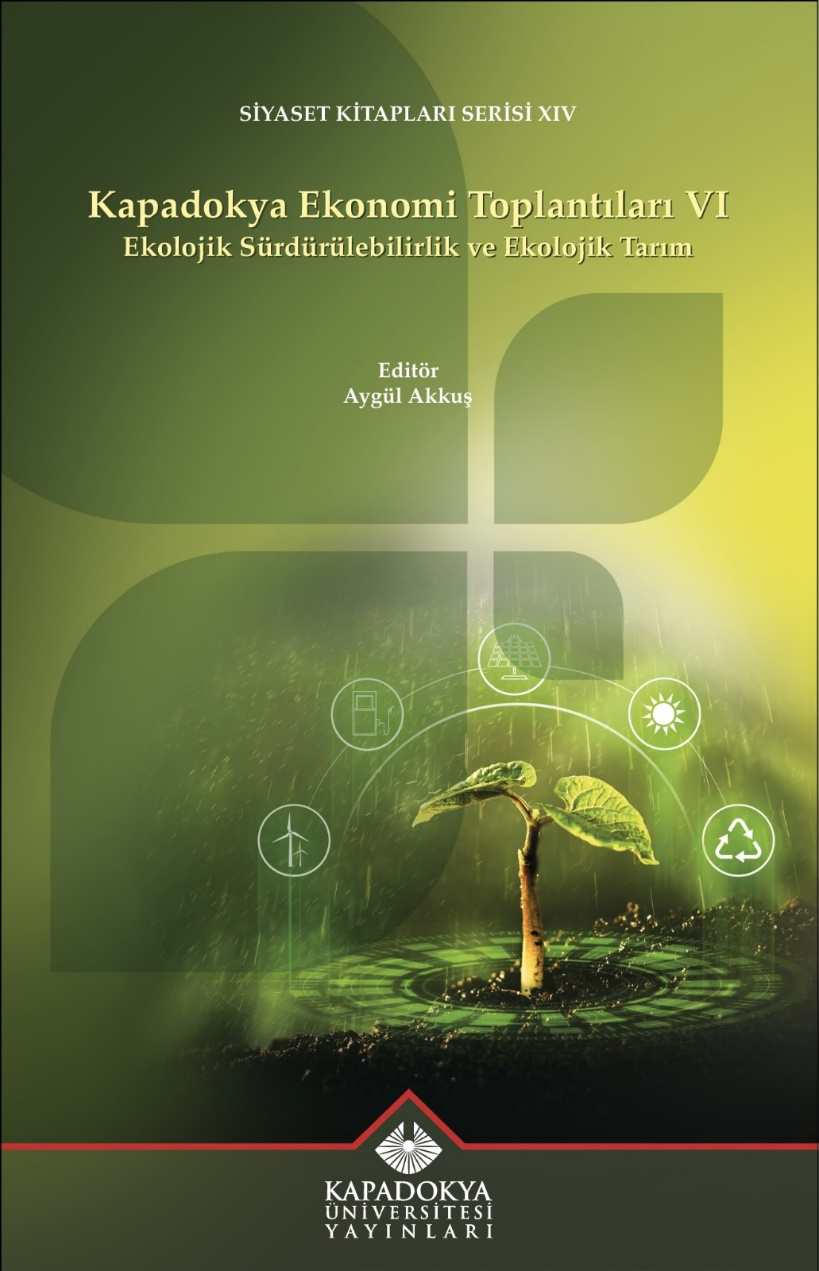 SİYASET KİTAPLARI SERİSİ XIV
Kapadokya Ekonomi Toplantıları VI
Ekolojik Sürdürülebilirlik ve Ekolojik Tarım
Editör
Aygül Akkuş
KAPADOKYA
ÜNİVERSİTESİ
YAYINLARI